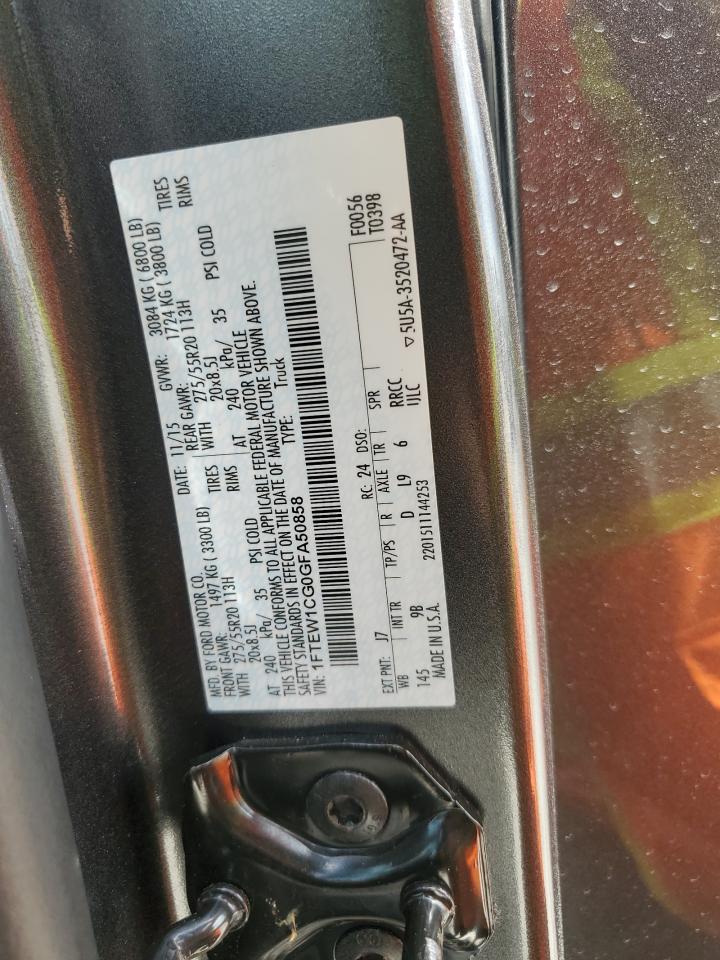 MFD. BY FORD MOTOR CO.
DATE: 11/15 GVWR: 3084 KG ( 6800 LB)
FRONT GAWR: 1497 KG ( 3300 LB) REAR GAWR: 1724 KG ( 3800 LB)
WITH 275/55R20 113H TIRES WITH 275/55R20 113H TIRES
20x8.5J RIMS 20x8.5J RIMS
AT 240 kPa/ 35 PSI COLD AT 240 kPa/ 35 PSI COLD
THIS VEHICLE CONFORMS TO ALL APPLICABLE FEDERAL MOTOR VEHICLE
SAFETY STANDARDS IN EFFECT ON THE DATE OF MANUFACTURE SHOWN ABOVE.
VIN: 1FTEW1CG0GFA50858 TYPE: Truck
F0056
T0398
EXT PNT: J7 RC: 24 DSO:
WB INT TR TP/PS R AXLE TR SPR
145 9B D L9 6 RRCC
IJLC
MADE IN U.S.A. 2201511144253 ▽5U5A-3520472-AA